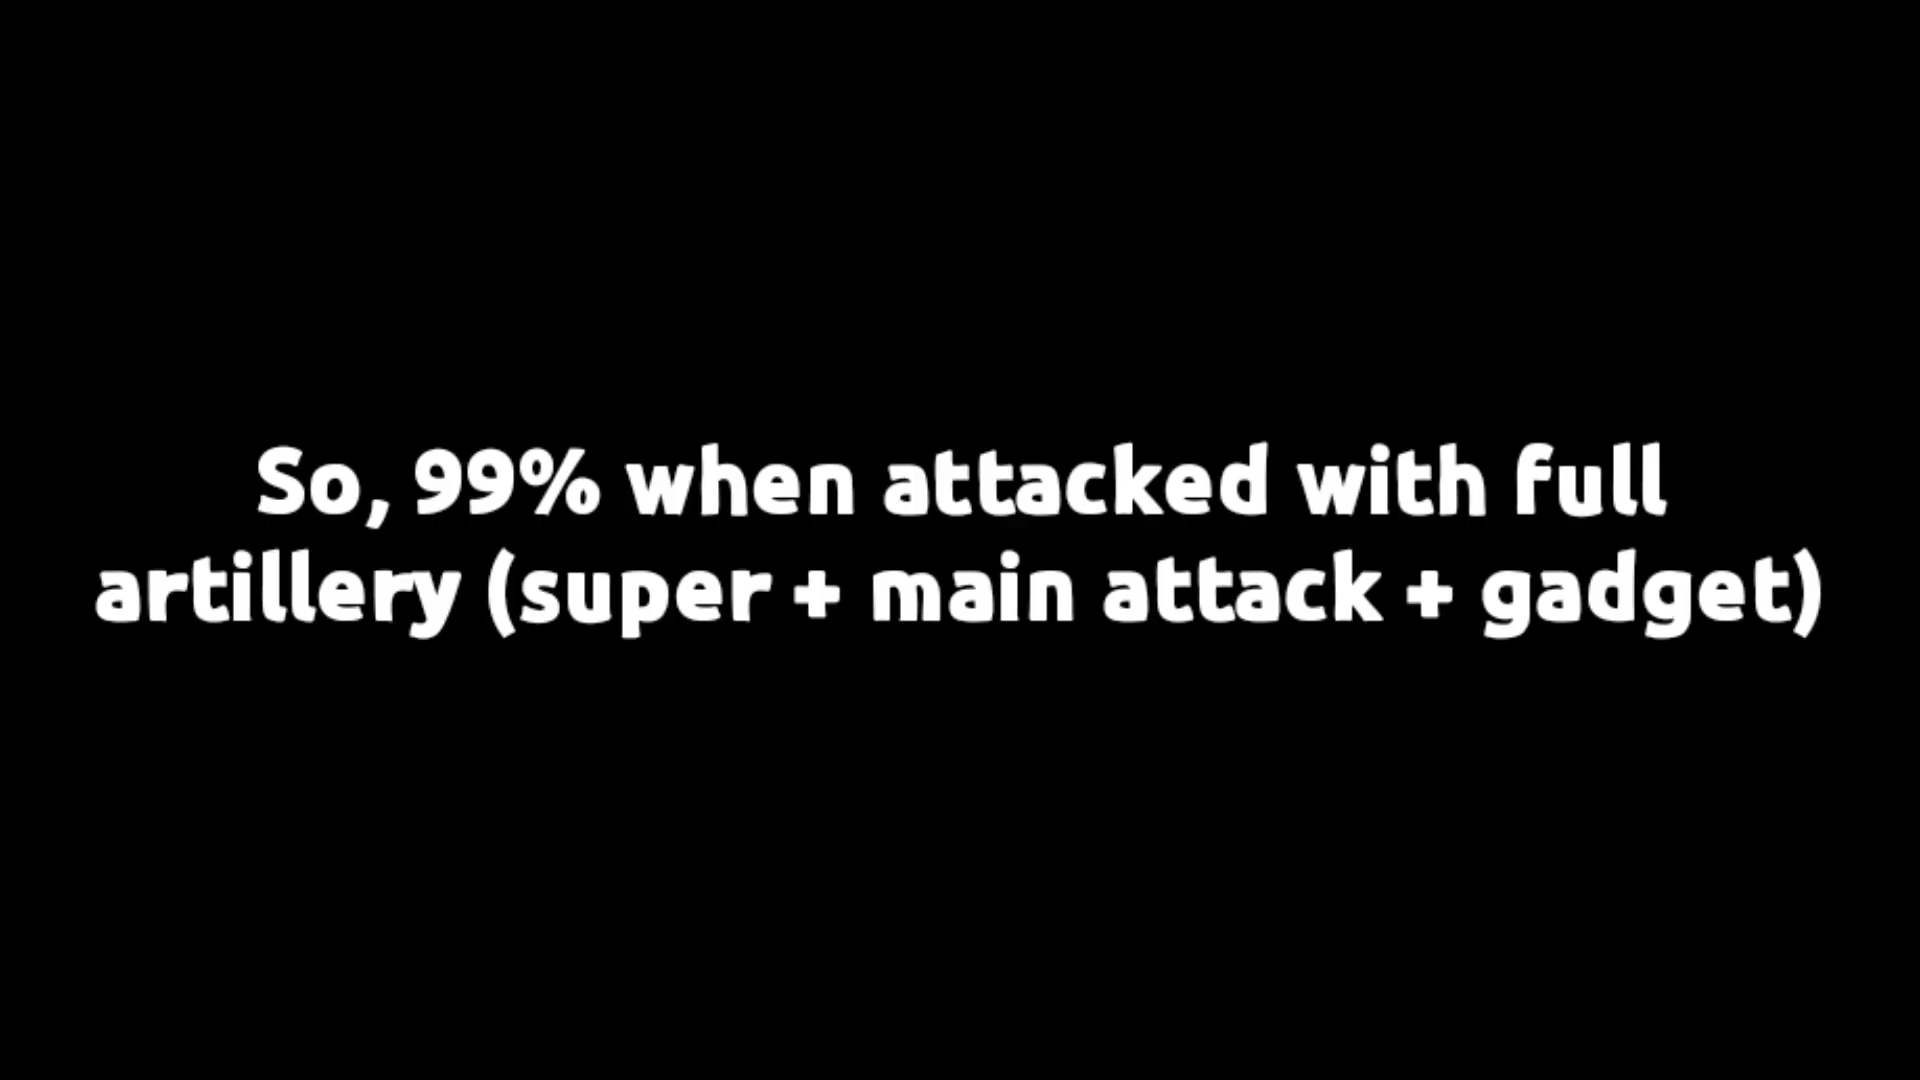 So, 99% when attacked with full
artillery (super + main attack + gadget)